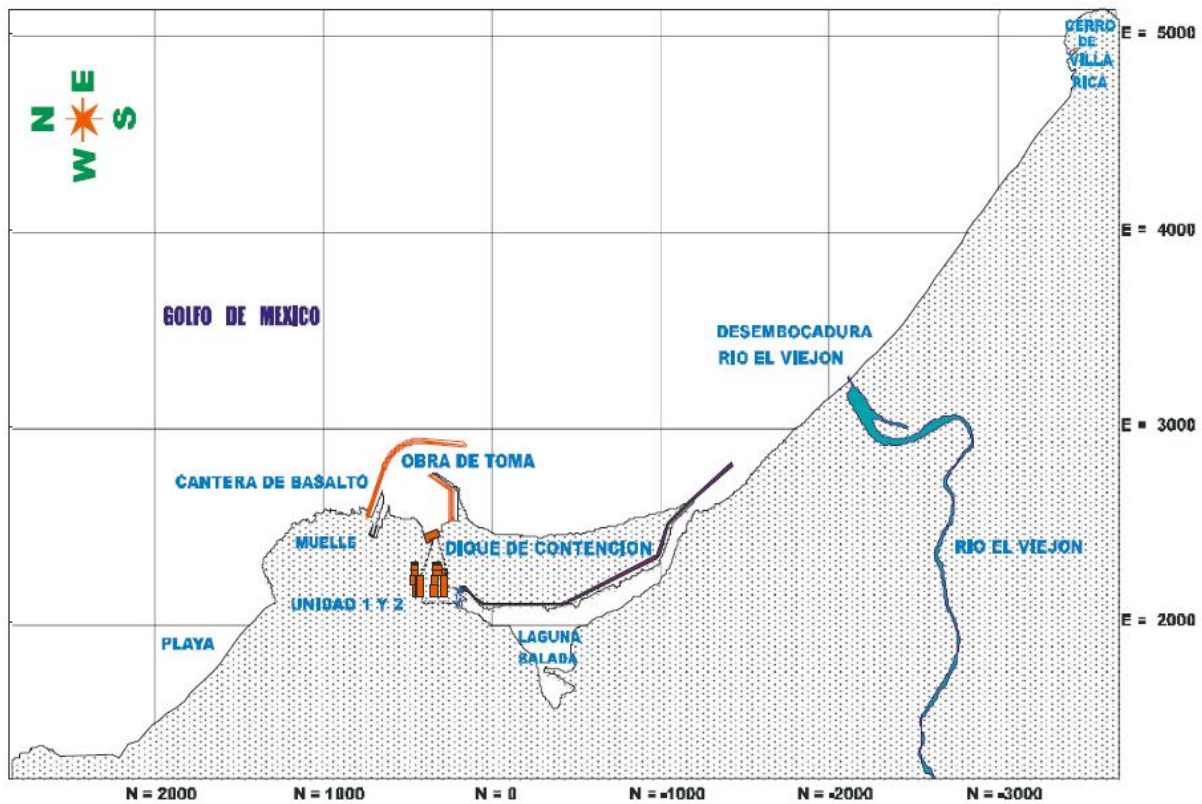 CERRO
DE
VILLA
RICA
E = 5000
N
E
S
W
E = 4000
GOLFO DE MEXICO
DESEMBOCADURA
RIO EL VIEJON
E = 3000
OBRA DE TOMA
CANTERA DE BASALTO
MUELLE
DIQUE DE CONTENCION
RIO EL VIEJON
UNIDAD 1 Y 2
E = 2000
PLAYA
LAGUNA
SALADA
N = 2000
N = 1000
N = 0
N = -1000
N = -2000
N = -3000